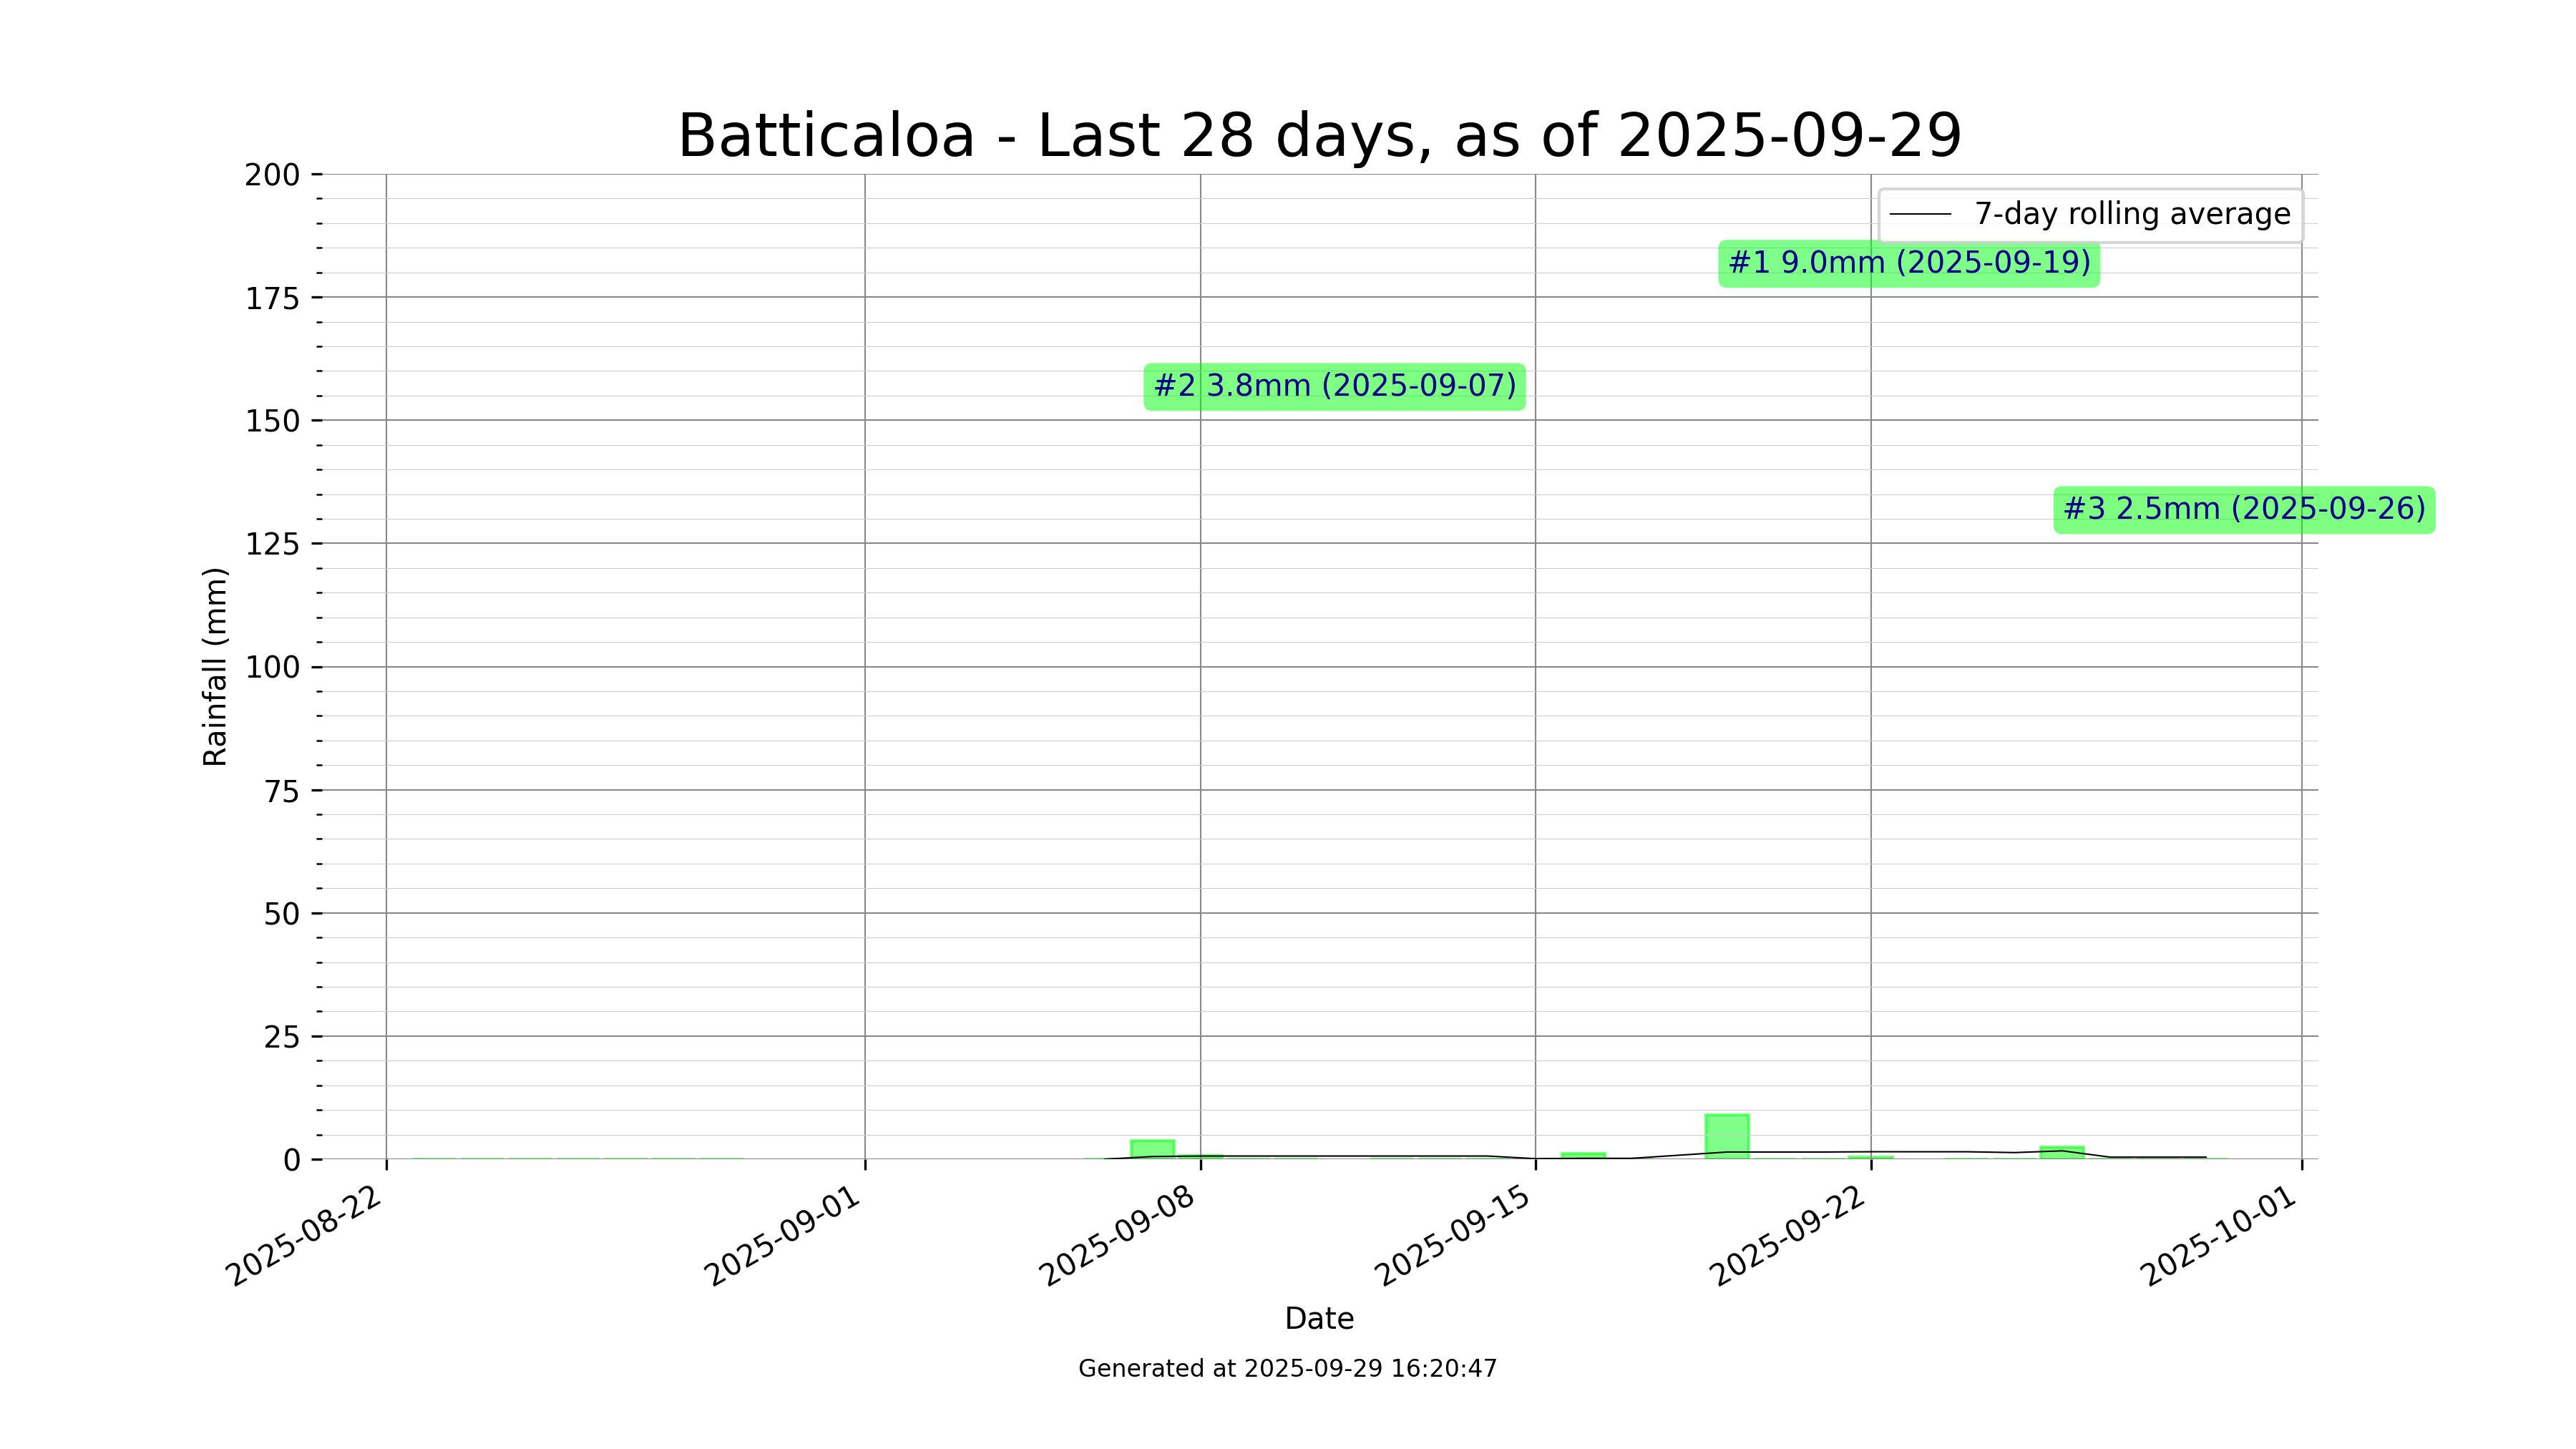 Batticaloa - Last 28 days, as of 2025-09-29
200
175
150
125
100
75
50
25
0
Rainfall (mm)
7-day rolling average
#1 9.0mm (2025-09-19)
#2 3.8mm (2025-09-07)
#3 2.5mm (2025-09-26)
2025-08-22
2025-09-01
2025-09-08
2025-09-15
2025-09-22
2025-10-01
Date
Generated at 2025-09-29 16:20:47